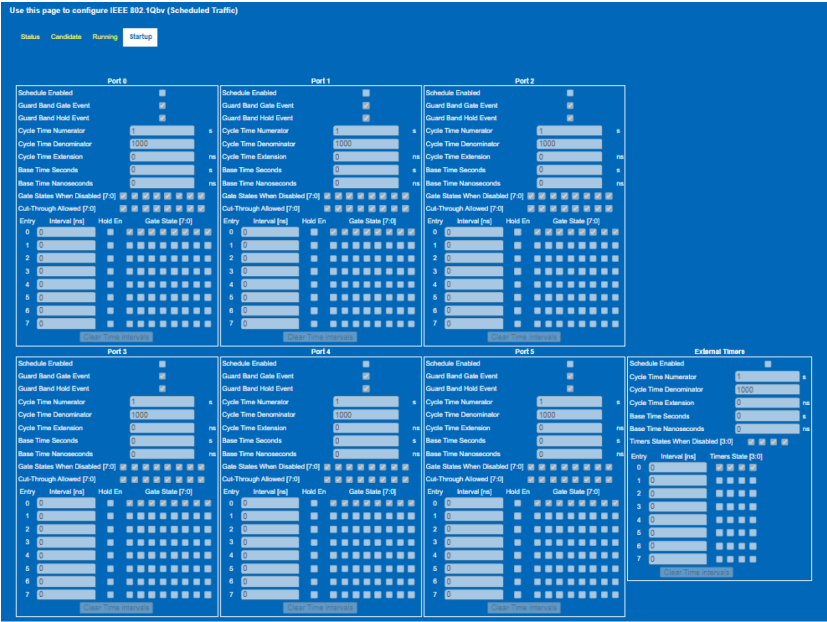 Use this page to configure IEEE 802.1Qbv (Scheduled Traffic)
Status Candidate Running Startup
Port 0 Port 1 Port 2
Schedule Enabled Schedule Enabled Schedule Enabled
Guard Band Gate Event Guard Band Gate Event Guard Band Gate Event
Guard Band Hold Event Guard Band Hold Event Guard Band Hold Event
Cycle Time Numerator 1 s Cycle Time Numerator 1 s Cycle Time Numerator 1 s
Cycle Time Denominator 1000 Cycle Time Denominator 1000 Cycle Time Denominator 1000
Cycle Time Extension 0 ns Cycle Time Extension 0 ns Cycle Time Extension 0 ns
Base Time Seconds 0 s Base Time Seconds 0 s Base Time Seconds 0 s
Base Time Nanoseconds 0 ns Base Time Nanoseconds 0 ns Base Time Nanoseconds 0 ns
Gate States When Disabled [7:0] Gate States When Disabled [7:0] Gate States When Disabled [7:0]
Cut-Through Allowed [7:0] Cut-Through Allowed [7:0] Cut-Through Allowed [7:0]
Entry Interval [ns] Hold En Gate State [7:0] Entry Interval [ns] Hold En Gate State [7:0] Entry Interval [ns] Hold En Gate State [7:0]
0 0 0 0 0 0
1 0 1 0 1 0
2 0 2 0 2 0
3 0 3 0 3 0
4 0 4 0 4 0
5 0 5 0 5 0
6 0 6 0 6 0
7 0 7 0 7 0
Clear Time Intervals Clear Time Intervals Clear Time Intervals
Port 3 Port 4 Port 5 External Timers
Schedule Enabled Schedule Enabled Schedule Enabled Schedule Enabled
Guard Band Gate Event Guard Band Gate Event Guard Band Gate Event Cycle Time Numerator 1 s
Guard Band Hold Event Guard Band Hold Event Guard Band Hold Event Cycle Time Denominator 1000
Cycle Time Numerator 1 s Cycle Time Numerator 1 s Cycle Time Numerator 1 s Cycle Time Extension 0 ns
Cycle Time Denominator 1000 Cycle Time Denominator 1000 Cycle Time Denominator 1000 Base Time Seconds 0 s
Cycle Time Extension 0 ns Cycle Time Extension 0 ns Cycle Time Extension 0 ns Base Time Nanoseconds 0 ns
Base Time Seconds 0 s Base Time Seconds 0 s Base Time Seconds 0 s Timers States When Disabled [3:0]
Base Time Nanoseconds 0 ns Base Time Nanoseconds 0 ns Base Time Nanoseconds 0 ns Entry Interval [ns] Timers State [3:0]
Gate States When Disabled [7:0] Gate States When Disabled [7:0] Gate States When Disabled [7:0] 0 0
Cut-Through Allowed [7:0] Cut-Through Allowed [7:0] Cut-Through Allowed [7:0] 1 0
Entry Interval [ns] Hold En Gate State [7:0] Entry Interval [ns] Hold En Gate State [7:0] Entry Interval [ns] Hold En Gate State [7:0] 2 0
0 0 0 0 0 0 3 0
1 0 1 0 1 0 4 0
2 0 2 0 2 0 5 0
3 0 3 0 3 0 6 0
4 0 4 0 4 0 7 0
5 0 5 0 5 0 Clear Time Intervals
6 0 6 0 6 0
7 0 7 0 7 0
Clear Time Intervals Clear Time Intervals Clear Time Intervals